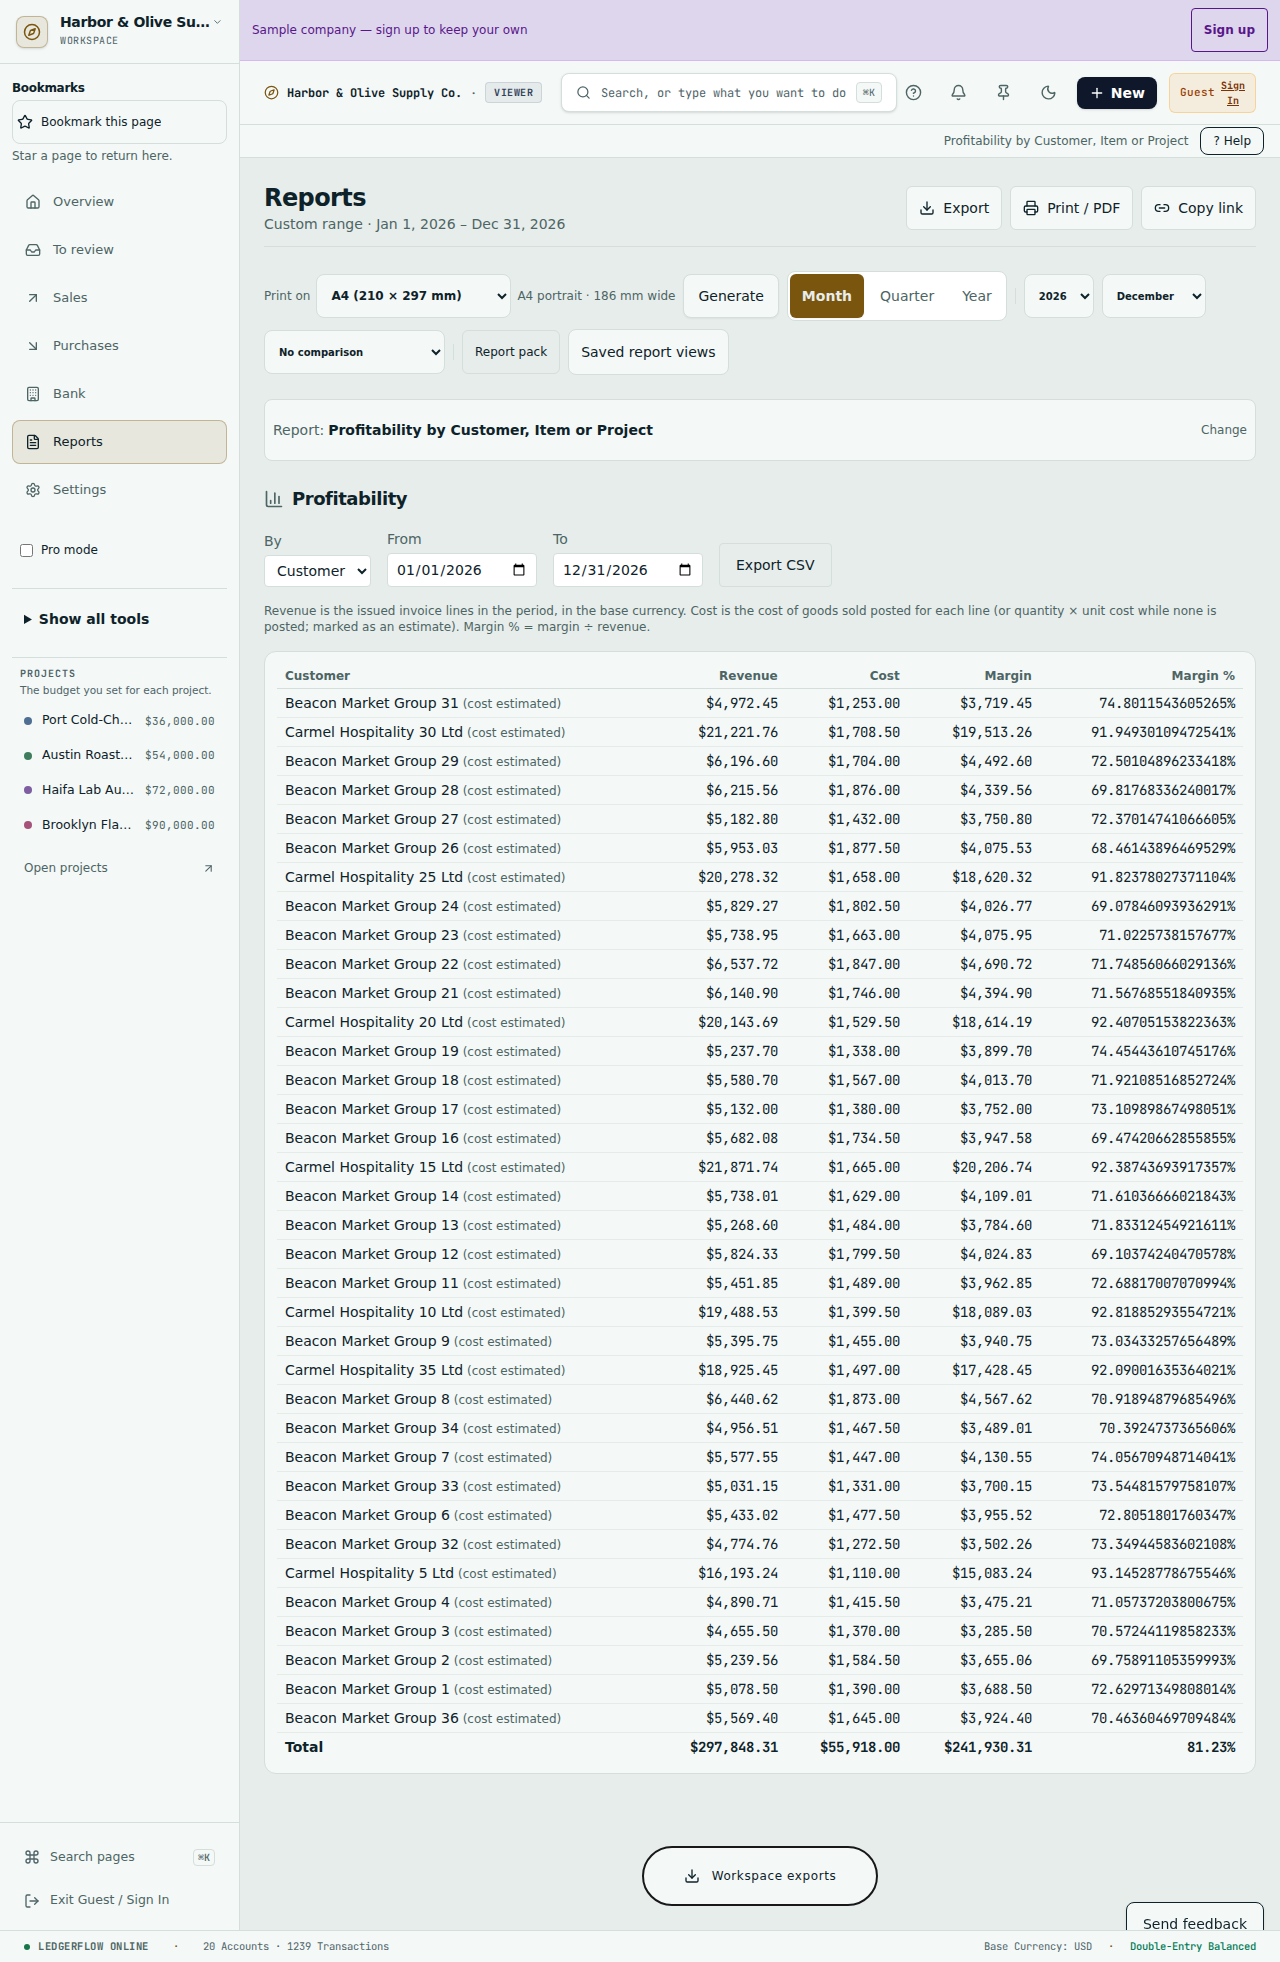 Harbor & Olive Su...
WORKSPACE
Bookmarks
Bookmark this page
Star a page to return here.
Overview
To review
Sales
Purchases
Bank
Reports
Settings
Pro mode
Show all tools
PROJECTS
The budget you set for each project.
Port Cold-Ch... $36,000.00
Austin Roast... $54,000.00
Haifa Lab Au... $72,000.00
Brooklyn Fla... $90,000.00
Open projects
Search pages ⌘K
Exit Guest / Sign In
Sample company — sign up to keep your own
Sign up
Harbor & Olive Supply Co. · VIEWER
Search, or type what you want to do ⌘K
New
Guest Sign In
Profitability by Customer, Item or Project
? Help
Reports
Custom range · Jan 1, 2026 – Dec 31, 2026
Export
Print / PDF
Copy link
Print on A4 (210 × 297 mm) A4 portrait · 186 mm wide Generate Month Quarter Year 2026 December
No comparison Report pack Saved report views
Report: Profitability by Customer, Item or Project Change
Profitability
By From To
Customer 01/01/2026 12/31/2026 Export CSV
Revenue is the issued invoice lines in the period, in the base currency. Cost is the cost of goods sold posted for each line (or quantity × unit cost while none is
posted; marked as an estimate). Margin % = margin ÷ revenue.
Customer Revenue Cost Margin Margin %
Beacon Market Group 31 (cost estimated) $4,972.45 $1,253.00 $3,719.45 74.8011543605265%
Carmel Hospitality 30 Ltd (cost estimated) $21,221.76 $1,708.50 $19,513.26 91.94930109472541%
Beacon Market Group 29 (cost estimated) $6,196.60 $1,704.00 $4,492.60 72.50104896233418%
Beacon Market Group 28 (cost estimated) $6,215.56 $1,876.00 $4,339.56 69.81768336240017%
Beacon Market Group 27 (cost estimated) $5,182.80 $1,432.00 $3,750.80 72.37014741066605%
Beacon Market Group 26 (cost estimated) $5,953.03 $1,877.50 $4,075.53 68.46143896469529%
Carmel Hospitality 25 Ltd (cost estimated) $20,278.32 $1,658.00 $18,620.32 91.82378027371104%
Beacon Market Group 24 (cost estimated) $5,829.27 $1,802.50 $4,026.77 69.07846093936291%
Beacon Market Group 23 (cost estimated) $5,738.95 $1,663.00 $4,075.95 71.0225738157677%
Beacon Market Group 22 (cost estimated) $6,537.72 $1,847.00 $4,690.72 71.74856066029136%
Beacon Market Group 21 (cost estimated) $6,140.90 $1,746.00 $4,394.90 71.56768551840935%
Carmel Hospitality 20 Ltd (cost estimated) $20,143.69 $1,529.50 $18,614.19 92.40705153822363%
Beacon Market Group 19 (cost estimated) $5,237.70 $1,338.00 $3,899.70 74.45443610745176%
Beacon Market Group 18 (cost estimated) $5,580.70 $1,567.00 $4,013.70 71.92108516852724%
Beacon Market Group 17 (cost estimated) $5,132.00 $1,380.00 $3,752.00 73.10989867498051%
Beacon Market Group 16 (cost estimated) $5,682.08 $1,734.50 $3,947.58 69.47420662855855%
Carmel Hospitality 15 Ltd (cost estimated) $21,871.74 $1,665.00 $20,206.74 92.38743693917357%
Beacon Market Group 14 (cost estimated) $5,738.01 $1,629.00 $4,109.01 71.61036666021843%
Beacon Market Group 13 (cost estimated) $5,268.60 $1,484.00 $3,784.60 71.83312454921611%
Beacon Market Group 12 (cost estimated) $5,824.33 $1,799.50 $4,024.83 69.10374240470578%
Beacon Market Group 11 (cost estimated) $5,451.85 $1,489.00 $3,962.85 72.68817007070994%
Carmel Hospitality 10 Ltd (cost estimated) $19,488.53 $1,399.50 $18,089.03 92.81885293554721%
Beacon Market Group 9 (cost estimated) $5,395.75 $1,455.00 $3,940.75 73.03433257656489%
Carmel Hospitality 35 Ltd (cost estimated) $18,925.45 $1,497.00 $17,428.45 92.09001635364021%
Beacon Market Group 8 (cost estimated) $6,440.62 $1,873.00 $4,567.62 70.91894879685496%
Beacon Market Group 34 (cost estimated) $4,956.51 $1,467.50 $3,489.01 70.3924737365606%
Beacon Market Group 7 (cost estimated) $5,577.55 $1,447.00 $4,130.55 74.05670948714041%
Beacon Market Group 33 (cost estimated) $5,031.15 $1,331.00 $3,700.15 73.54481579758107%
Beacon Market Group 6 (cost estimated) $5,433.02 $1,477.50 $3,955.52 72.8051801760347%
Beacon Market Group 32 (cost estimated) $4,774.76 $1,272.50 $3,502.26 73.34944583602108%
Carmel Hospitality 5 Ltd (cost estimated) $16,193.24 $1,110.00 $15,083.24 93.14528778675546%
Beacon Market Group 4 (cost estimated) $4,890.71 $1,415.50 $3,475.21 71.05737203800675%
Beacon Market Group 3 (cost estimated) $4,655.50 $1,370.00 $3,285.50 70.57244119858233%
Beacon Market Group 2 (cost estimated) $5,239.56 $1,584.50 $3,655.06 69.75891105359993%
Beacon Market Group 1 (cost estimated) $5,078.50 $1,390.00 $3,688.50 72.62971349808014%
Beacon Market Group 36 (cost estimated) $5,569.40 $1,645.00 $3,924.40 70.46360469709484%
Total $297,848.31 $55,918.00 $241,930.31 81.23%
Workspace exports
Send feedback
LEDGERFLOW ONLINE · 20 Accounts · 1239 Transactions
Base Currency: USD · Double-Entry Balanced